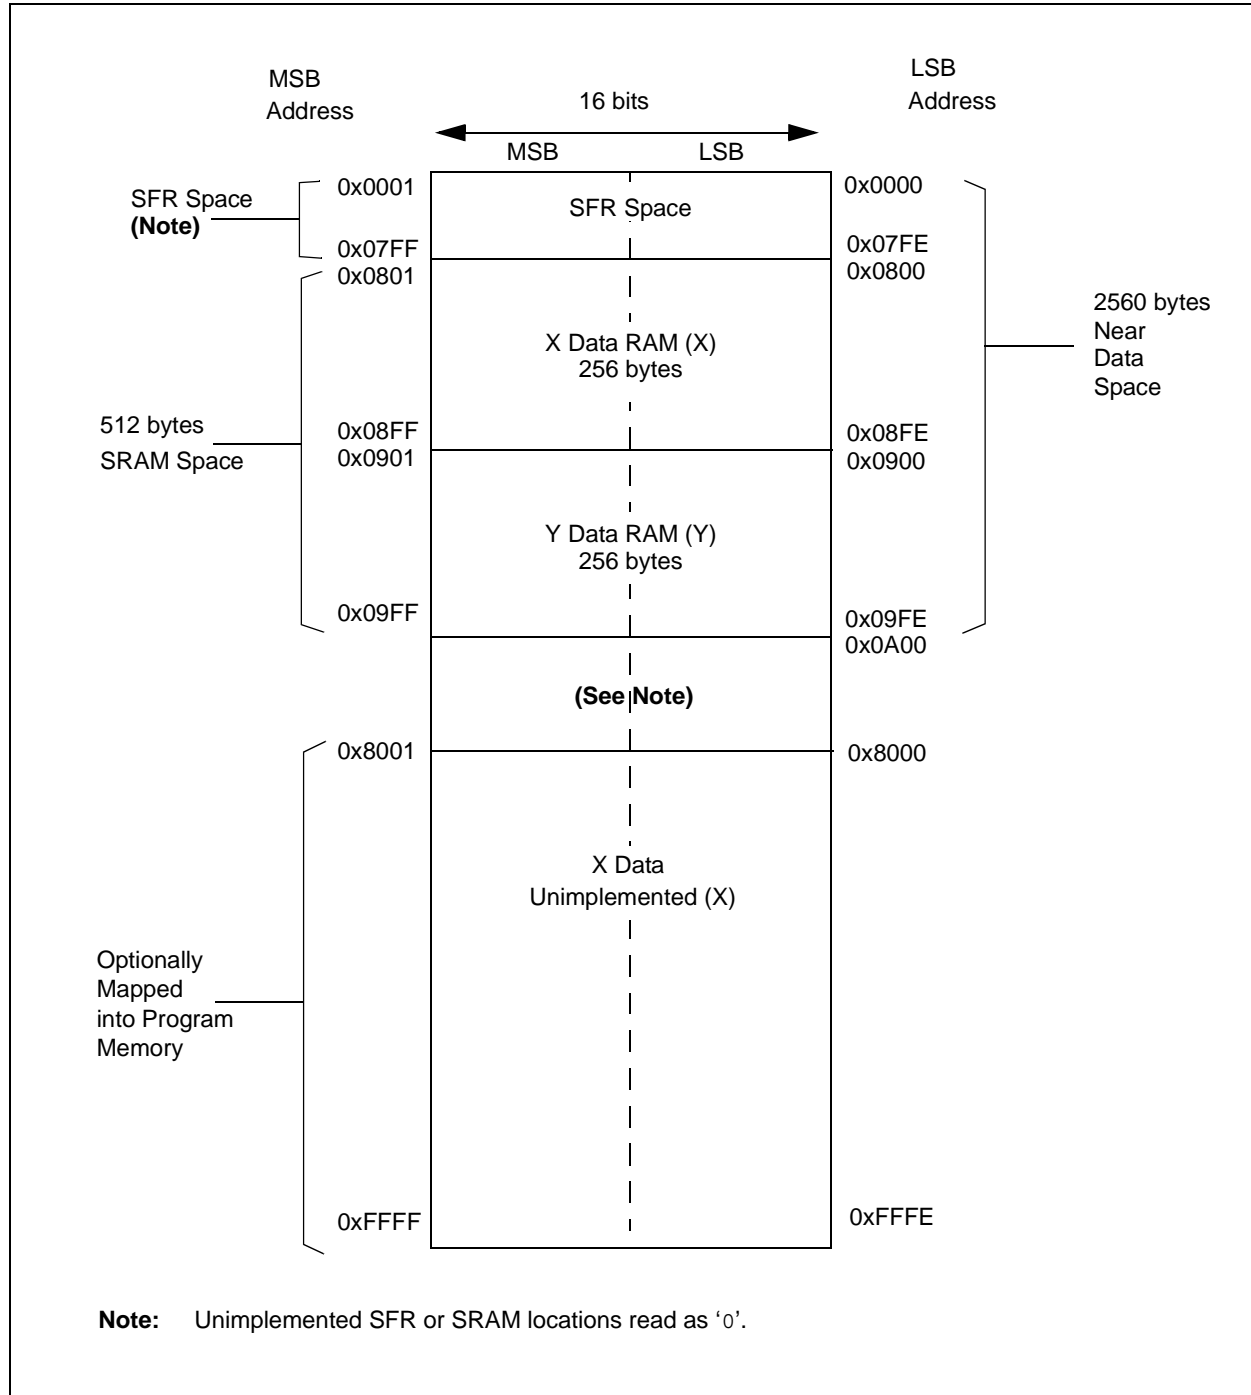 MSB
Address
LSB
Address
16 bits
MSB LSB
SFR Space
(Note)
0x0001
SFR Space
0x0000
0x07FF
0x0801
0x07FE
0x0800
2560 bytes
Near
Data
Space
X Data RAM (X)
256 bytes
512 bytes
SRAM Space
0x08FF
0x0901
0x08FE
0x0900
Y Data RAM (Y)
256 bytes
0x09FF
0x09FE
0x0A00
(See Note)
0x8001
0x8000
X Data
Unimplemented (X)
Optionally
Mapped
into Program
Memory
0xFFFF
0xFFFE
Note: Unimplemented SFR or SRAM locations read as ‘0’.